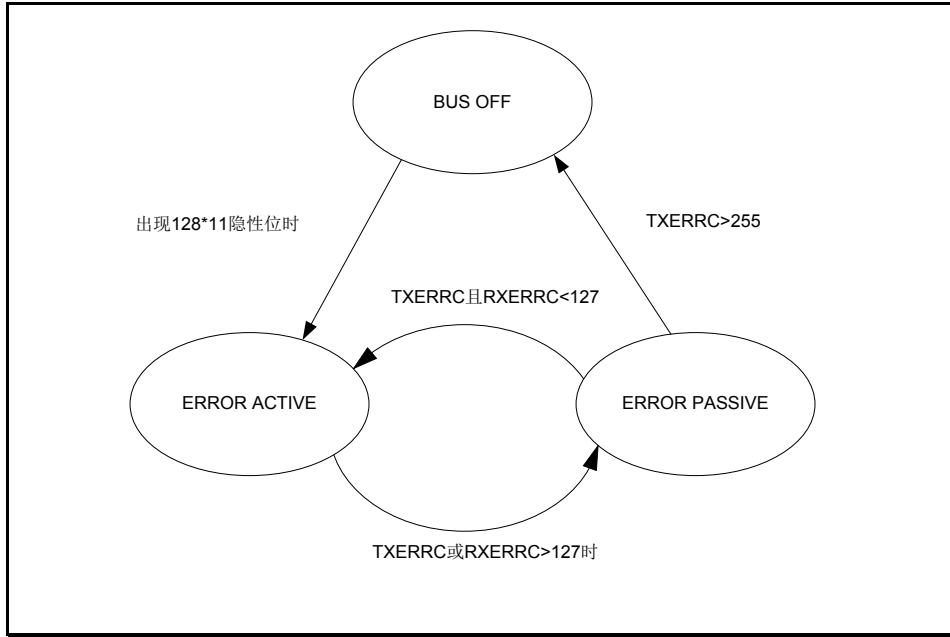 BUS OFF
出现128*11隐性位时
TXERRC>255
TXERRC且RXERRC<127
ERROR ACTIVE
ERROR PASSIVE
TXERRC或RXERRC>127时